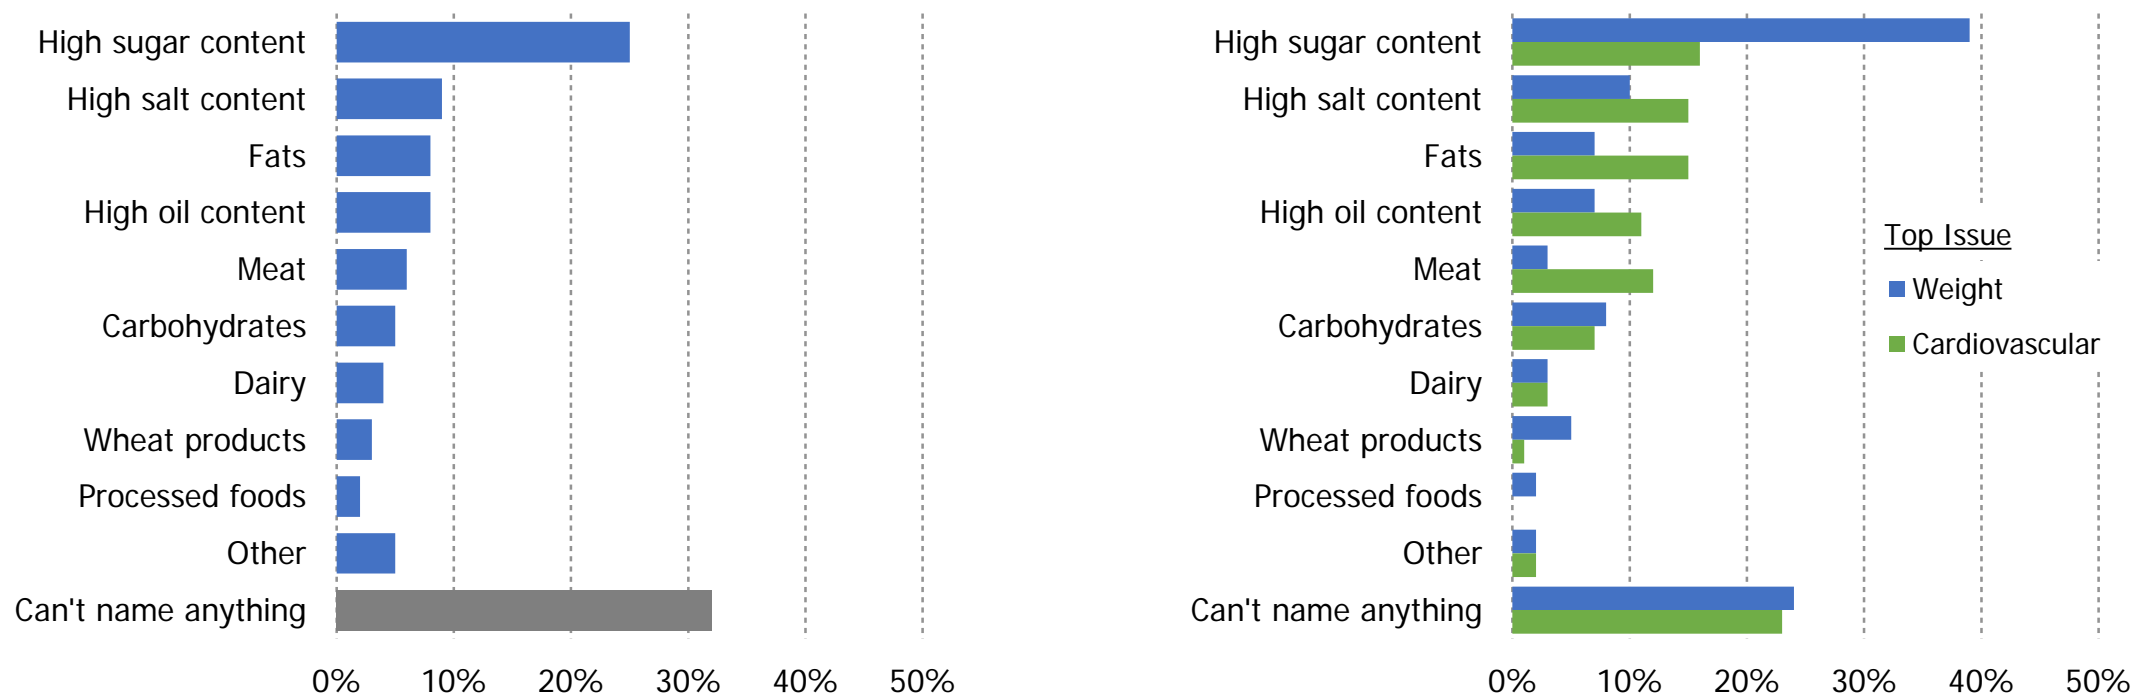 High sugar content
High salt content
Fats
High oil content
Meat
Carbohydrates
Dairy
Wheat products
Processed foods
Other
Can't name anything
0% 10% 20% 30% 40% 50%
High sugar content
High salt content
Fats
High oil content
Meat
Carbohydrates
Dairy
Wheat products
Processed foods
Other
Can't name anything
0% 10% 20% 30% 40% 50%
Top Issue
Weight
Cardiovascular